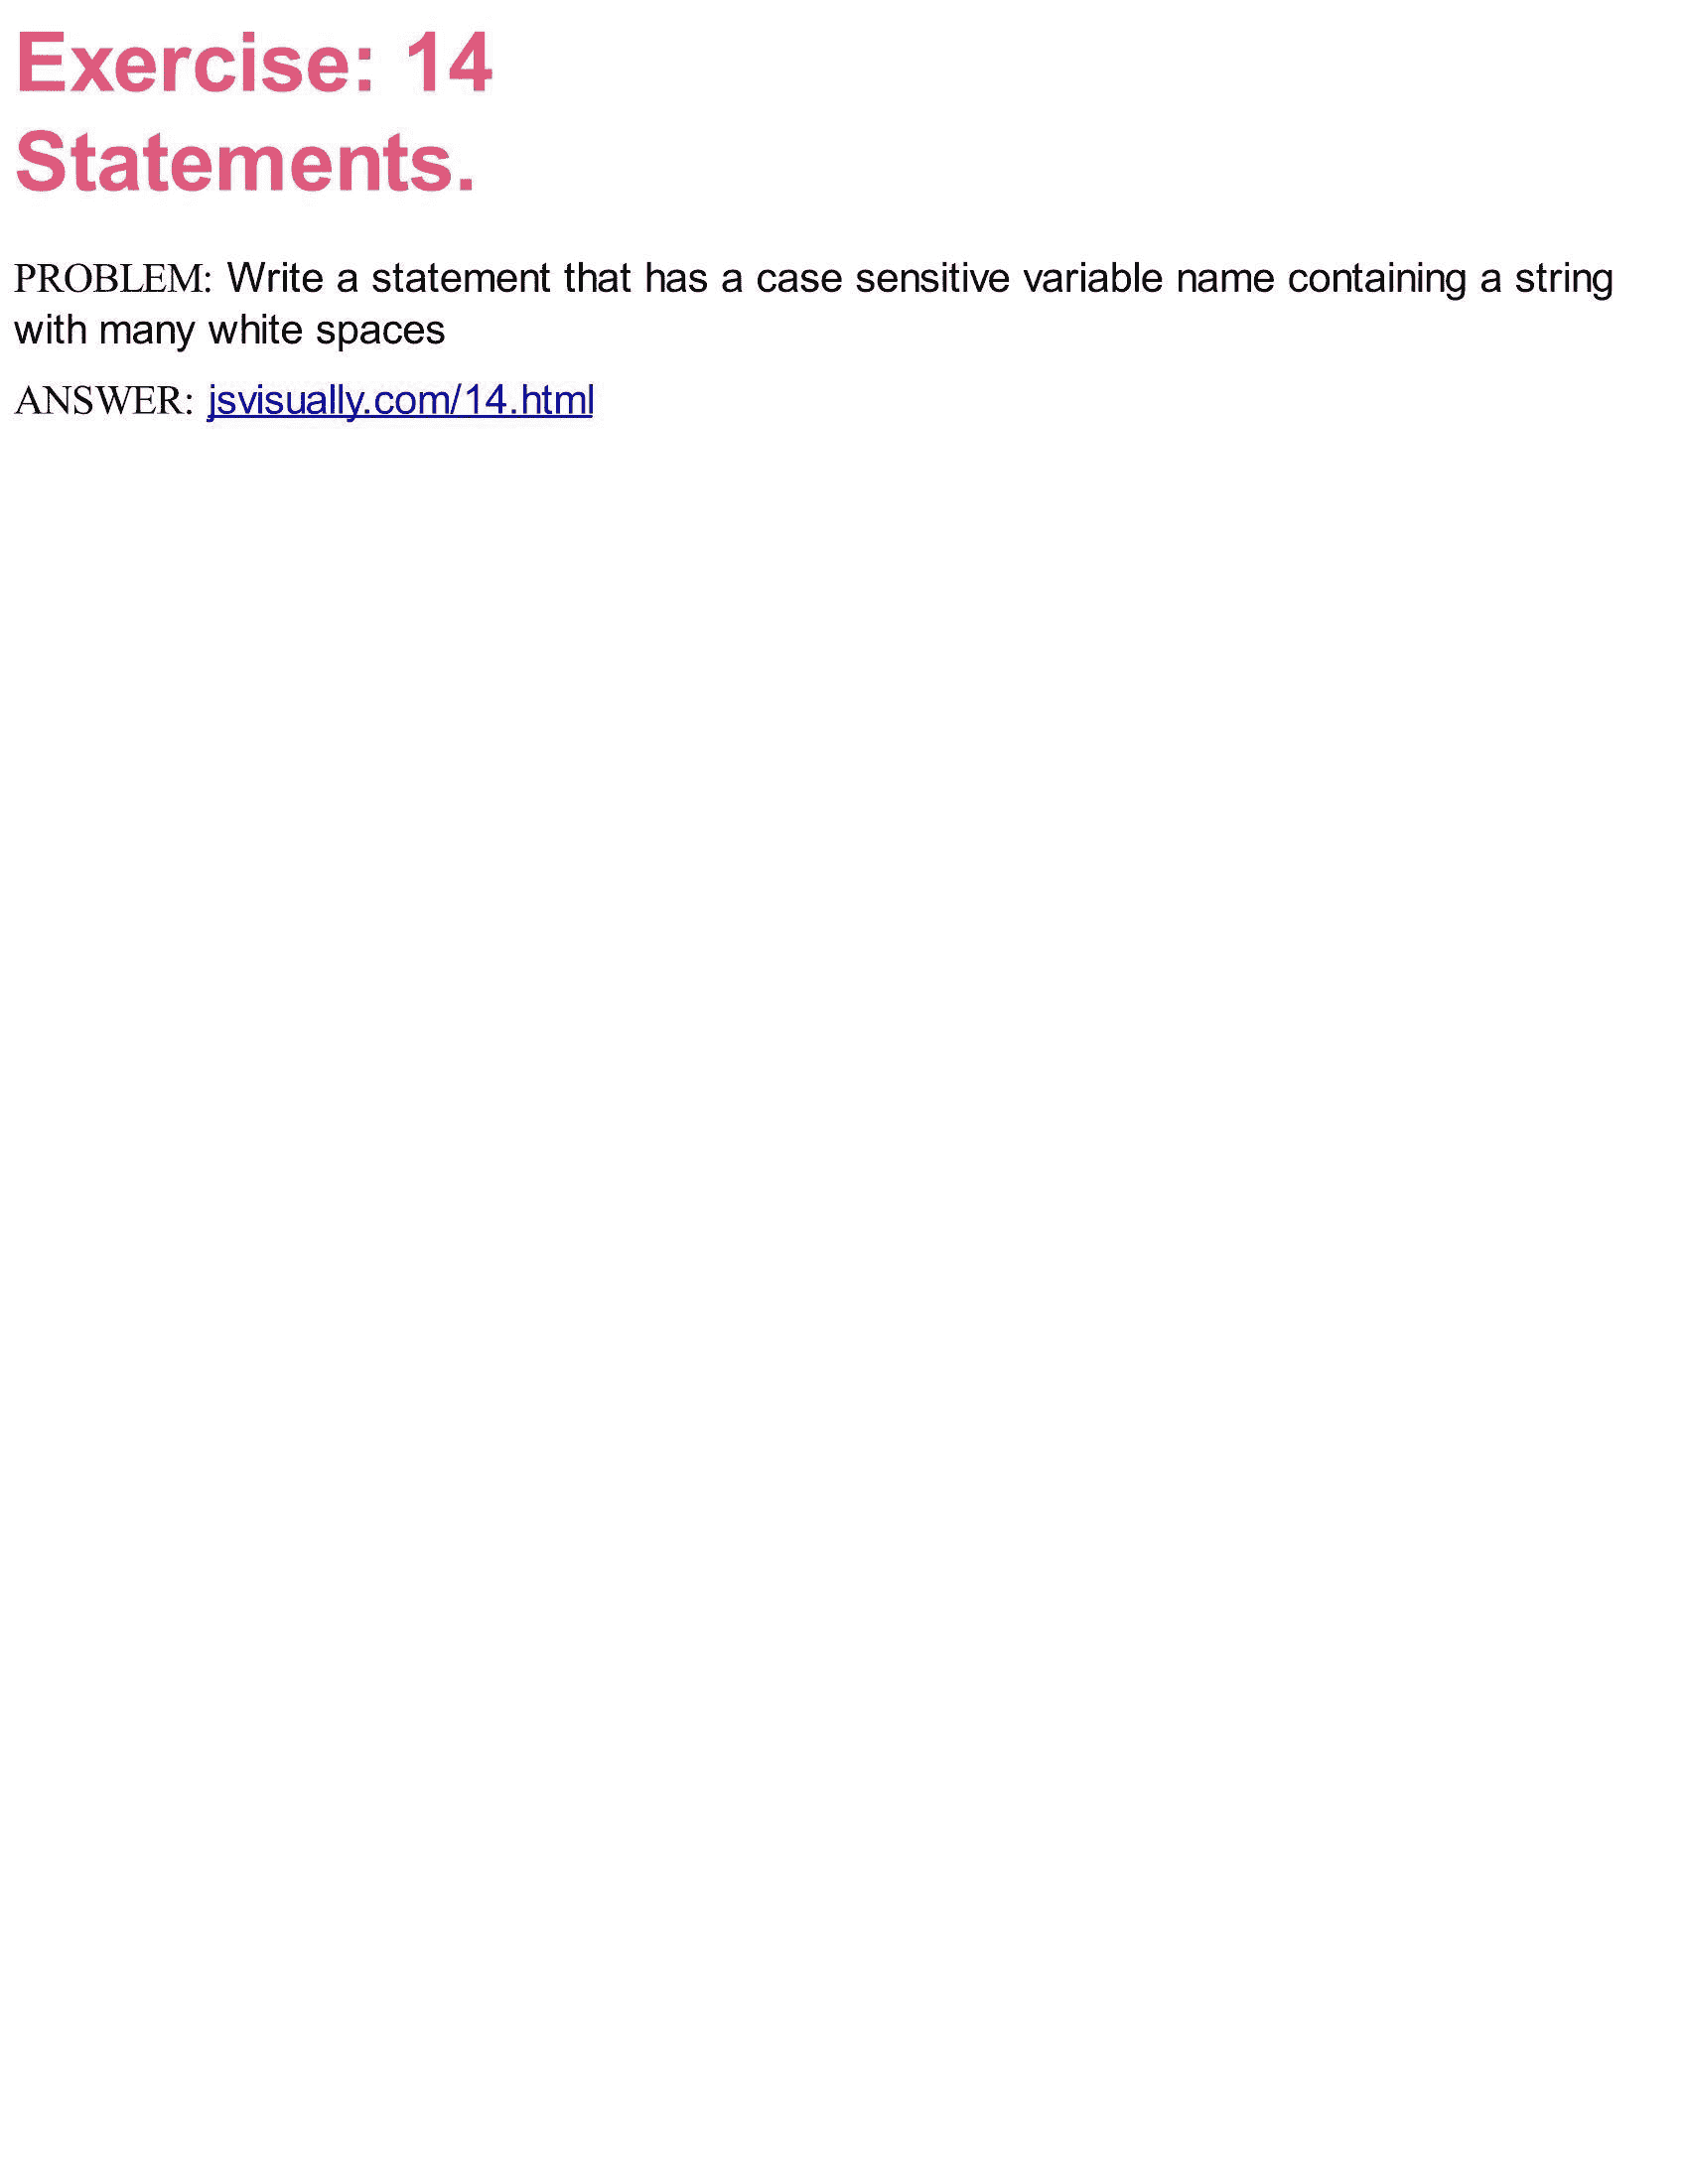 Exercise: 14
Statements.
PROBLEM: Write a statement that has a case sensitive variable name containing a string
with many white spaces
ANSWER: jsvisually.com/14.html